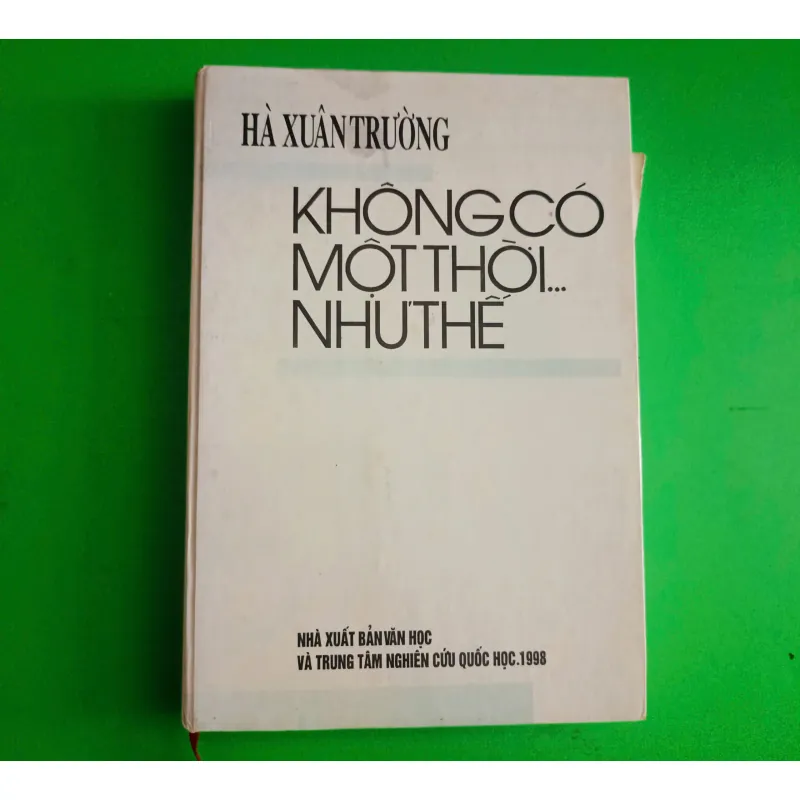 HÀ XUÂN TRƯỜNG
KHÔNG CÓ
MỘT THỜI...
NHƯ THẾ
NHÀ XUẤT BẢN VĂN HỌC
VÀ TRUNG TÂM NGHIÊN CỨU QUỐC HỌC.1998